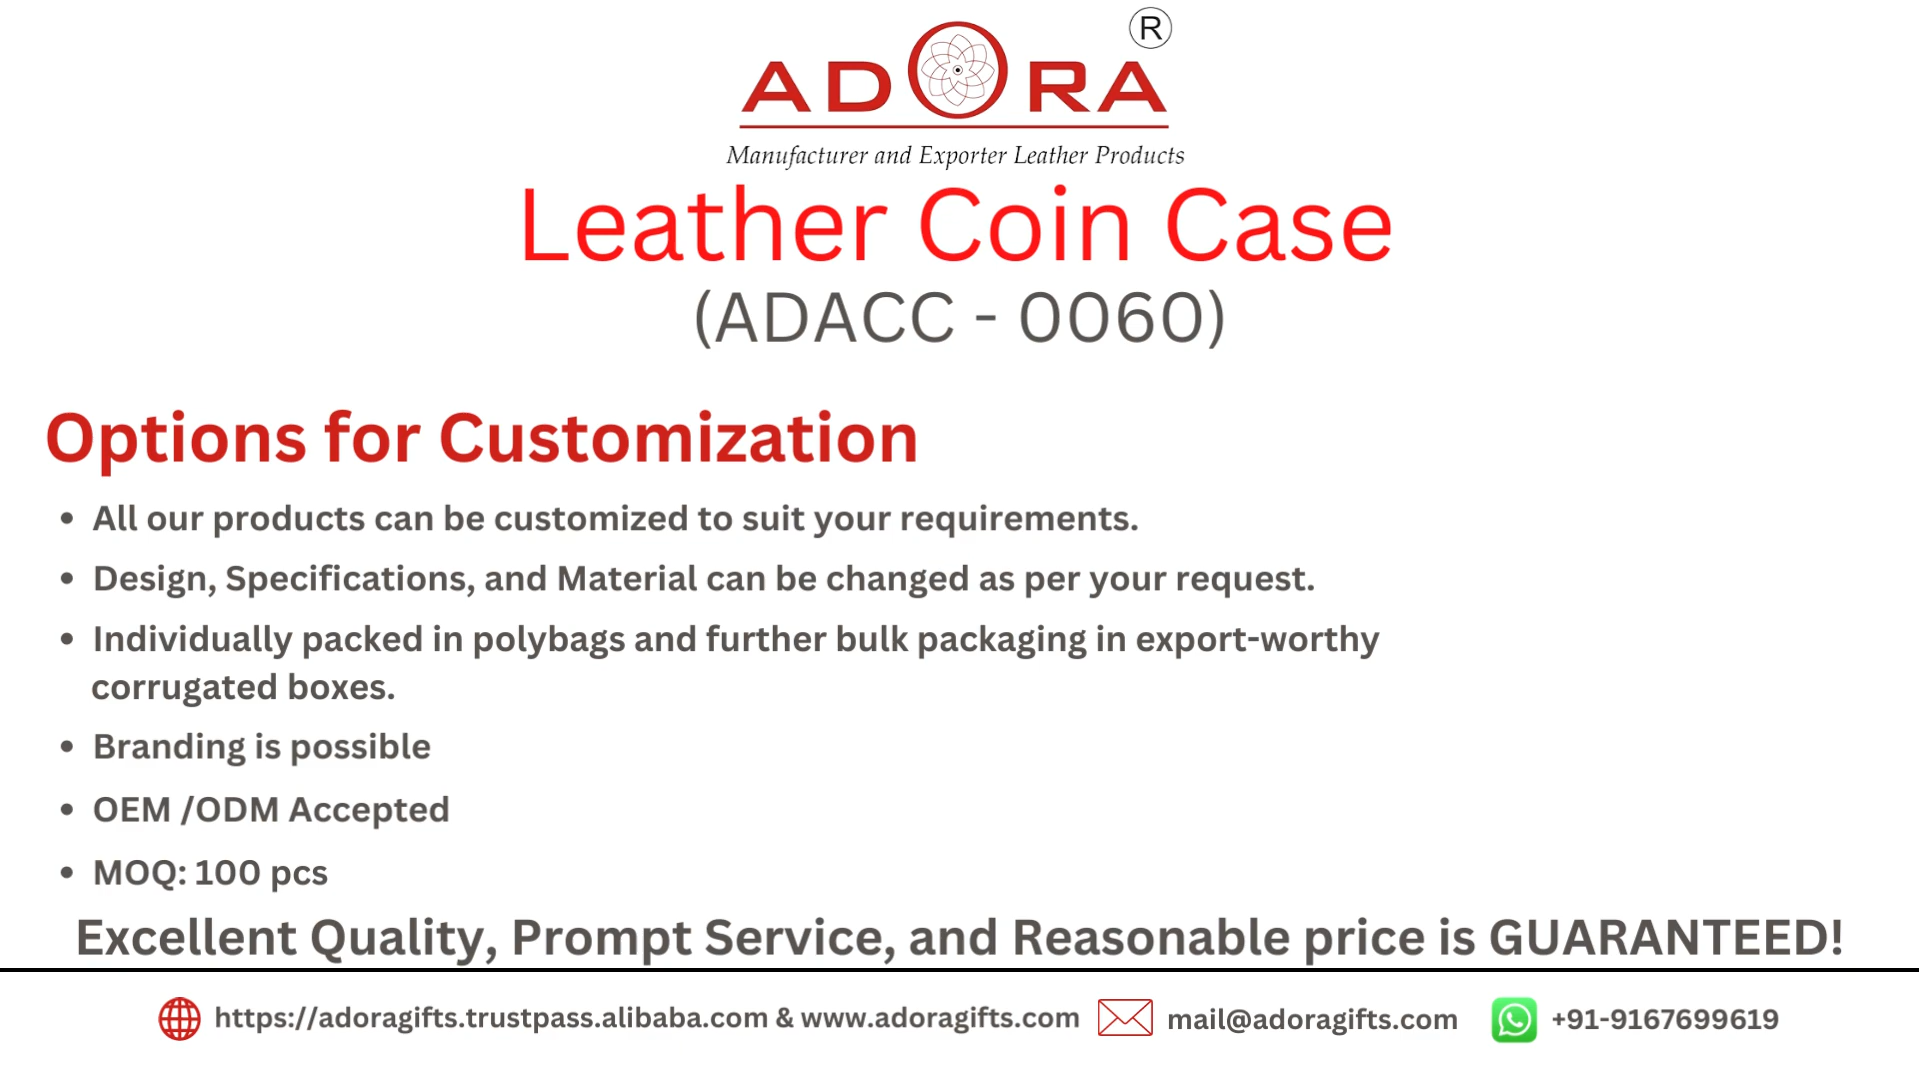 ADORA ®
Manufacturer and Exporter Leather Products
Leather Coin Case
(ADACC - 0060)
Options for Customization
• All our products can be customized to suit your requirements.
• Design, Specifications, and Material can be changed as per your request.
• Individually packed in polybags and further bulk packaging in export-worthy
corrugated boxes.
• Branding is possible
• OEM /ODM Accepted
• MOQ: 100 pcs
Excellent Quality, Prompt Service, and Reasonable price is GUARANTEED!
https://adoragifts.trustpass.alibaba.com & www.adoragifts.com mail@adoragifts.com +91-9167699619